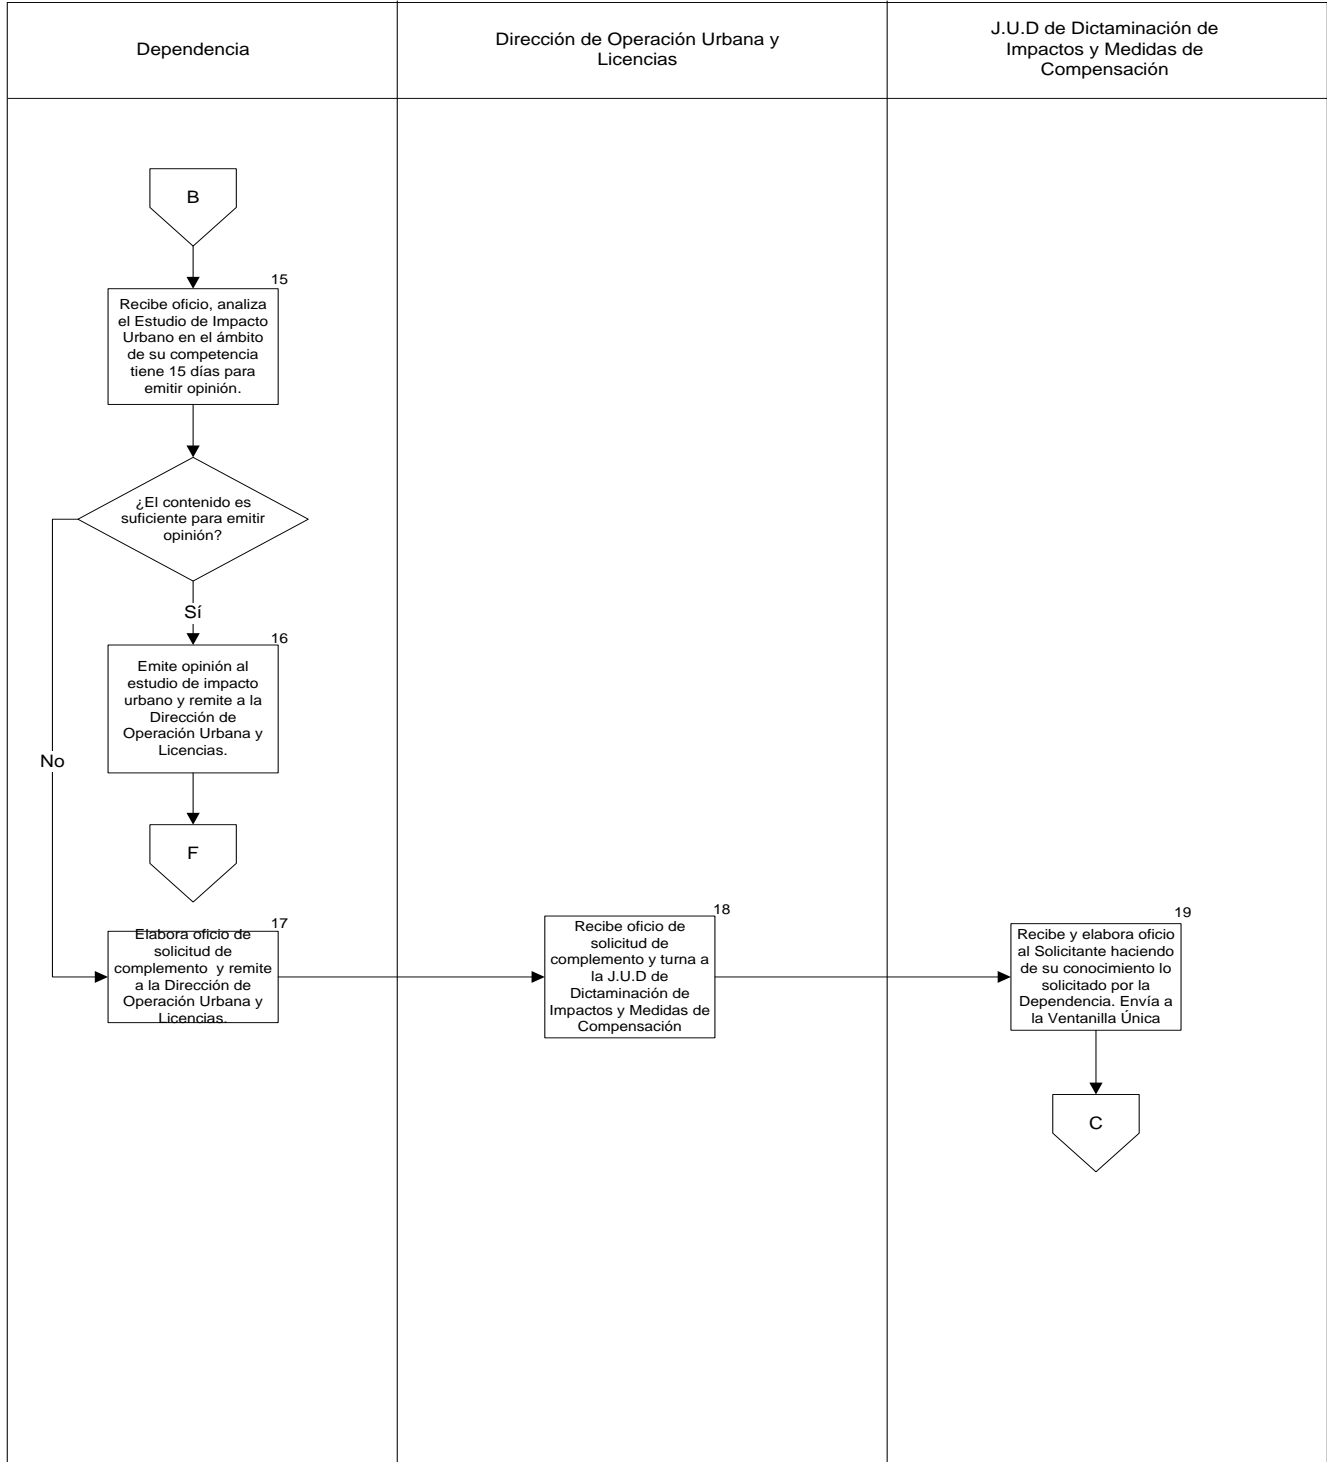 Dependencia
Dirección de Operación Urbana y
Licencias
J.U.D de Dictaminación de
Impactos y Medidas de
Compensación
B
15
Recibe oficio, analiza
el Estudio de Impacto
Urbano en el ámbito
de su competencia
tiene 15 días para
emitir opinión.
¿El contenido es
suficiente para emitir
opinión?
Sí
16
Emite opinión al
estudio de impacto
urbano y remite a la
Dirección de
Operación Urbana y
Licencias.
No
F
17
Elabora oficio de
solicitud de
complemento y remite
a la Dirección de
Operación Urbana y
Licencias.
18
Recibe oficio de
solicitud de
complemento y turna a
la J.U.D de
Dictaminación de
Impactos y Medidas de
Compensación
19
Recibe y elabora oficio
al Solicitante haciendo
de su conocimiento lo
solicitado por la
Dependencia. Envía a
la Ventanilla Única
C